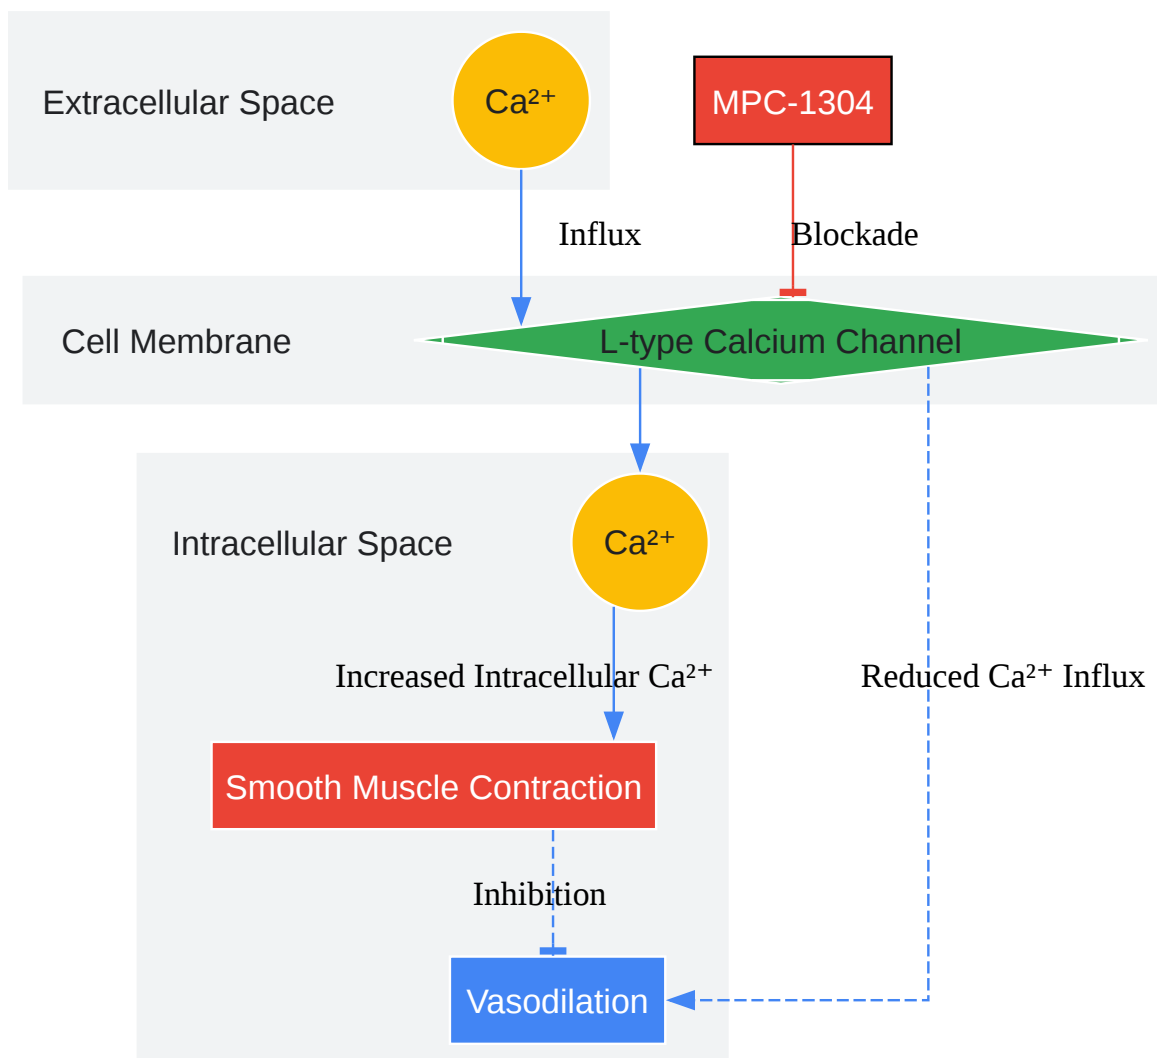 Extracellular Space
Ca²⁺
MPC-1304
Influx
Blockade
Cell Membrane
L-type Calcium Channel
Intracellular Space
Ca²⁺
Increased Intracellular Ca²⁺
Reduced Ca²⁺ Influx
Smooth Muscle Contraction
Inhibition
Vasodilation